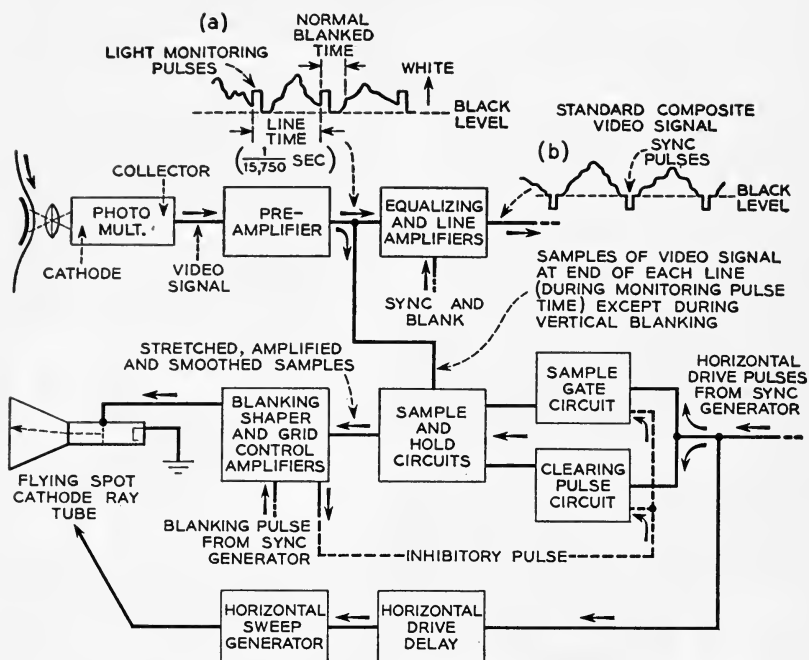 (a)
NORMAL
BLANKED
TIME
LIGHT MONITORING
PULSES
WHITE
BLACK
LEVEL
LINE
TIME
(1/15,750 SEC)
STANDARD COMPOSITE
VIDEO SIGNAL
(b)
SYNC
PULSES
BLACK
LEVEL
COLLECTOR
PHOTO
MULT.
CATHODE
VIDEO
SIGNAL
PRE-
AMPLIFIER
EQUALIZING
AND LINE
AMPLIFIERS
SYNC AND
BLANK
SAMPLES OF VIDEO SIGNAL
AT END OF EACH LINE
(DURING MONITORING PULSE
TIME) EXCEPT DURING
VERTICAL BLANKING
STRETCHED, AMPLIFIED
AND SMOOTHED SAMPLES
BLANKING
SHAPER
AND GRID
CONTROL
AMPLIFIERS
SAMPLE
AND
HOLD
CIRCUITS
SAMPLE
GATE
CIRCUIT
HORIZONTAL
DRIVE PULSES
FROM SYNC
GENERATOR
CLEARING
PULSE
CIRCUIT
FLYING SPOT
CATHODE RAY
TUBE
BLANKING PULSE
FROM SYNC
GENERATOR
INHIBITORY PULSE
HORIZONTAL
SWEEP
GENERATOR
HORIZONTAL
DRIVE
DELAY